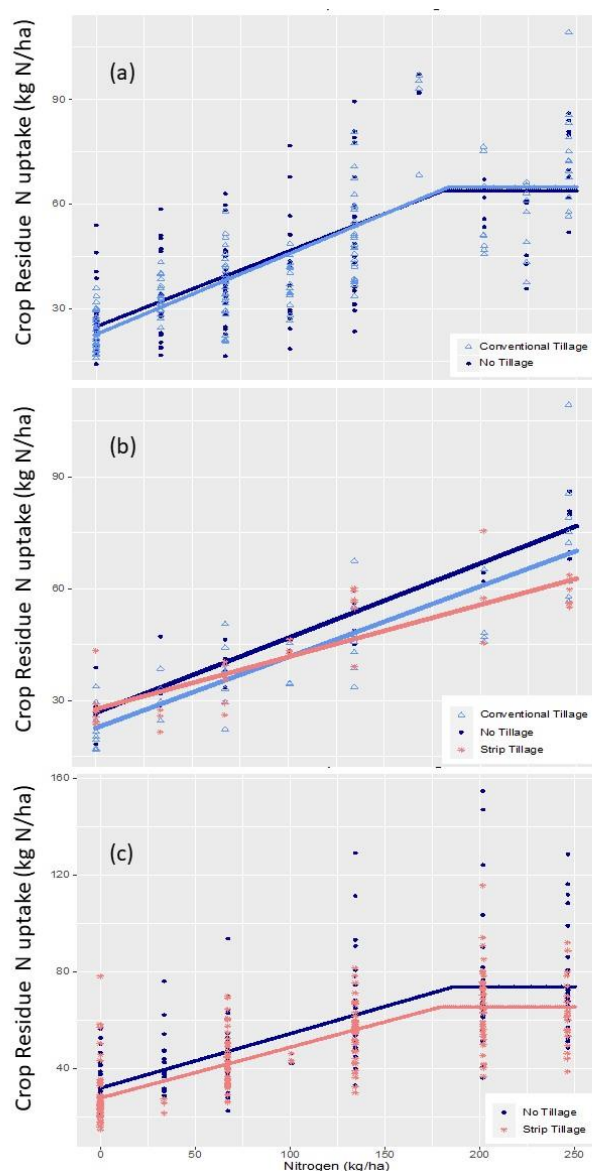 (a)
Crop Residue N uptake (kg N/ha)
90
60
30
Conventional Tillage
No Tillage
(b)
Crop Residue N uptake (kg N/ha)
90
60
30
Conventional Tillage
No Tillage
Strip Tillage
(c)
Crop Residue N uptake (kg N/ha)
160
120
80
40
No Tillage
Strip Tillage
0 50 100 150 200 250
Nitrogen (kg/ha)